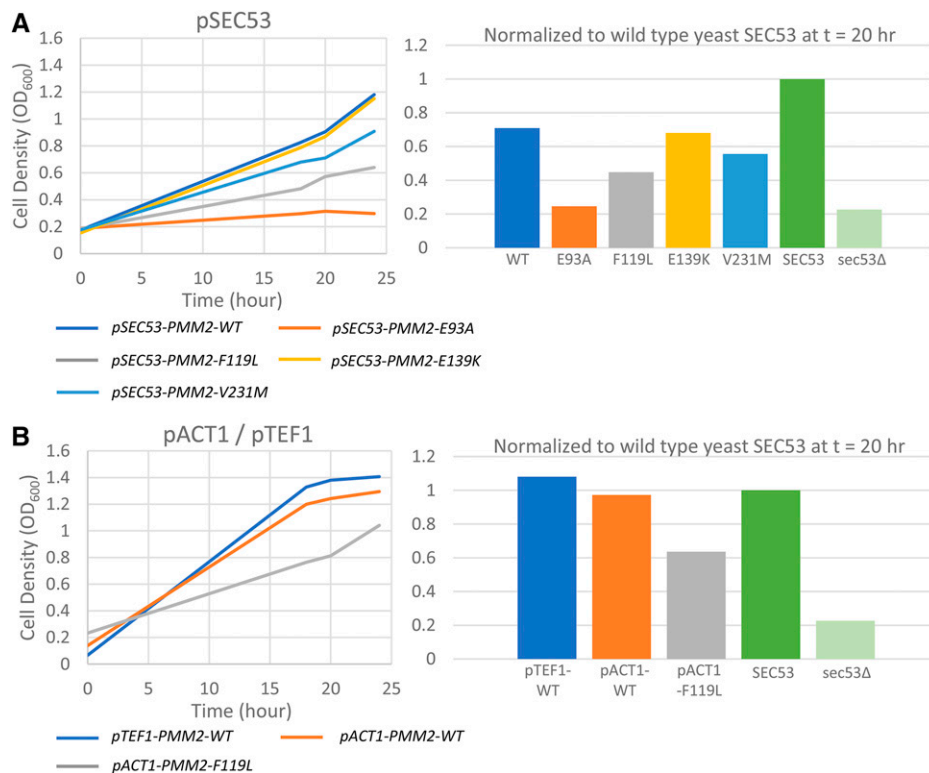 A
pSEC53
Normalized to wild type yeast SEC53 at t = 20 hr
Cell Density (OD600)
1.6
1.4
1.2
1
0.8
0.6
0.4
0.2
0
0 5 10 15 20 25
Time (hour)
1.2
1
0.8
0.6
0.4
0.2
0
WT E93A F119L E139K V231M SEC53 sec53Δ
pSEC53-PMM2-WT pSEC53-PMM2-E93A
pSEC53-PMM2-F119L pSEC53-PMM2-E139K
pSEC53-PMM2-V231M
B
pACT1 / pTEF1
Normalized to wild type yeast SEC53 at t = 20 hr
Cell Density (OD600)
1.6
1.4
1.2
1
0.8
0.6
0.4
0.2
0
0 5 10 15 20 25
Time (hour)
1.2
1
0.8
0.6
0.4
0.2
0
pTEF1- pACT1- pACT1 SEC53 sec53Δ
WT WT -F119L
pTEF1-PMM2-WT pACT1-PMM2-WT
pACT1-PMM2-F119L